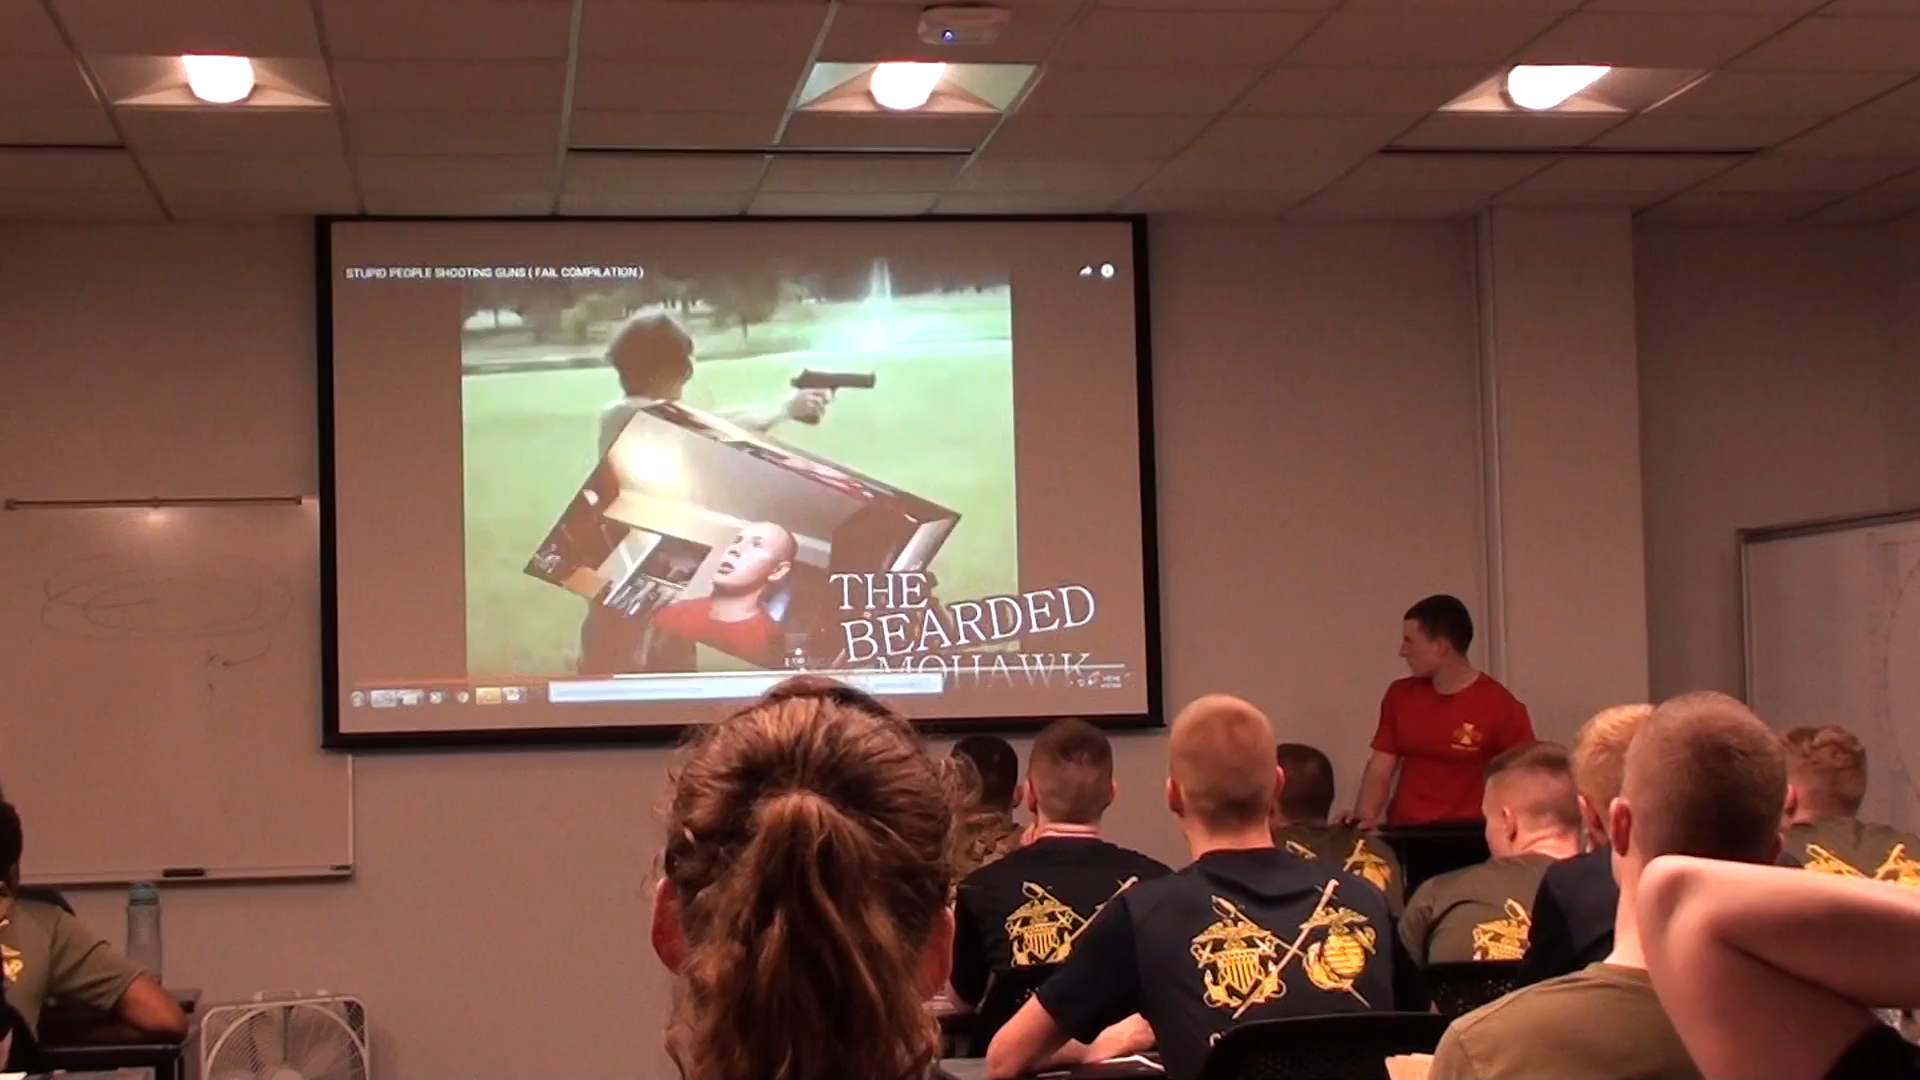 STUPID PEOPLE SHOOTING GUNS ( FAIL COMPILATION )
THE
BEARDED
MOHAWK